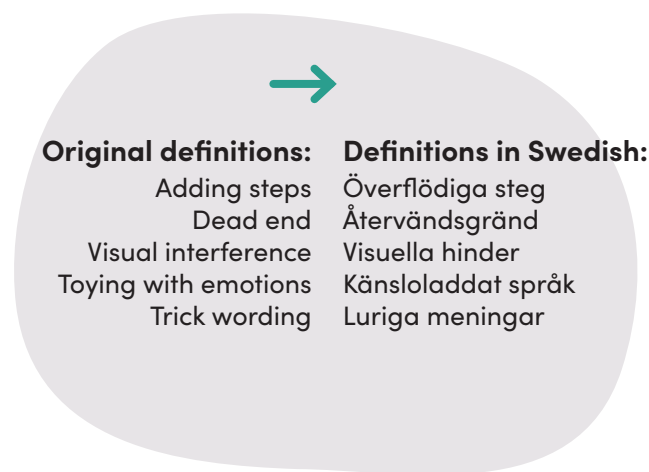 Original definitions: Definitions in Swedish:
Adding steps Överflödiga steg
Dead end Återvändsgränd
Visual interference Visuella hinder
Toying with emotions Känsloladdat språk
Trick wording Luriga meningar